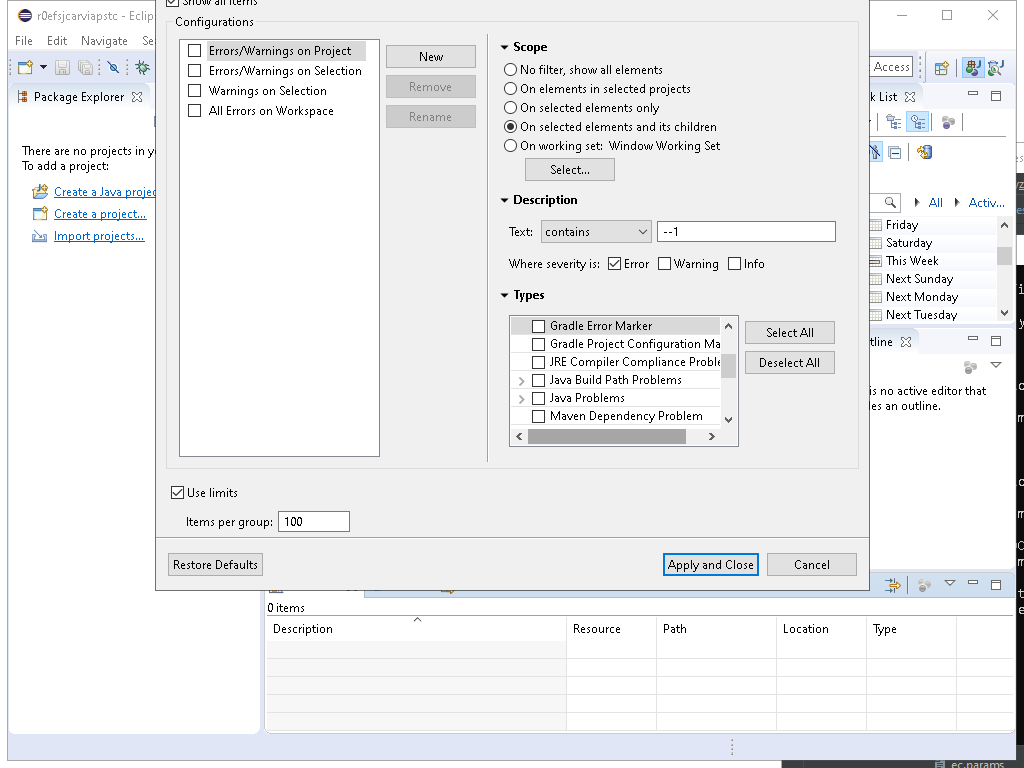 r0efsjcarviapstc - Eclip
Show all items
File Edit Navigate Se
Configurations
Errors/Warnings on Project
Errors/Warnings on Selection
Warnings on Selection
All Errors on Workspace
New
Remove
Rename
Scope
No filter, show all elements
On elements in selected projects
On selected elements only
On selected elements and its children
On working set: Window Working Set
Select...
Description
Text: contains --1
Where severity is: Error Warning Info
Types
Gradle Error Marker
Gradle Project Configuration Ma
JRE Compiler Compliance Proble
Java Build Path Problems
Java Problems
Maven Dependency Problem
Select All
Deselect All
Use limits
Items per group: 100
Restore Defaults
Apply and Close
Cancel
Package Explorer
There are no projects in y
To add a project:
Create a Java projec
Create a project...
Import projects...
Access
k List
All Activ...
Friday
Saturday
This Week
Next Sunday
Next Monday
Next Tuesday
tline
is no active editor that
es an outline.
0 items
Description Resource Path Location Type
ec.params